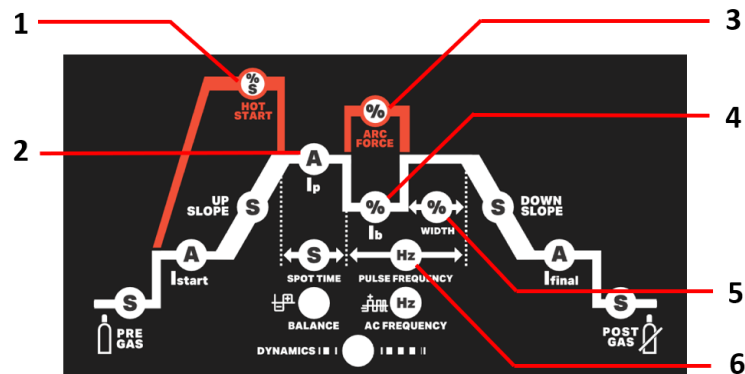 1
3
%
S
HOT
START
%
ARC
FORCE
4
2
A
Ip
UP
SLOPE
S
%
Ib
%
WIDTH
S
DOWN
SLOPE
A
Istart
S
SPOT TIME
Hz
PULSE FREQUENCY
A
Ifinal
5
S
PRE
GAS
BALANCE
Hz
AC FREQUENCY
S
POST
GAS
DYNAMICS
6